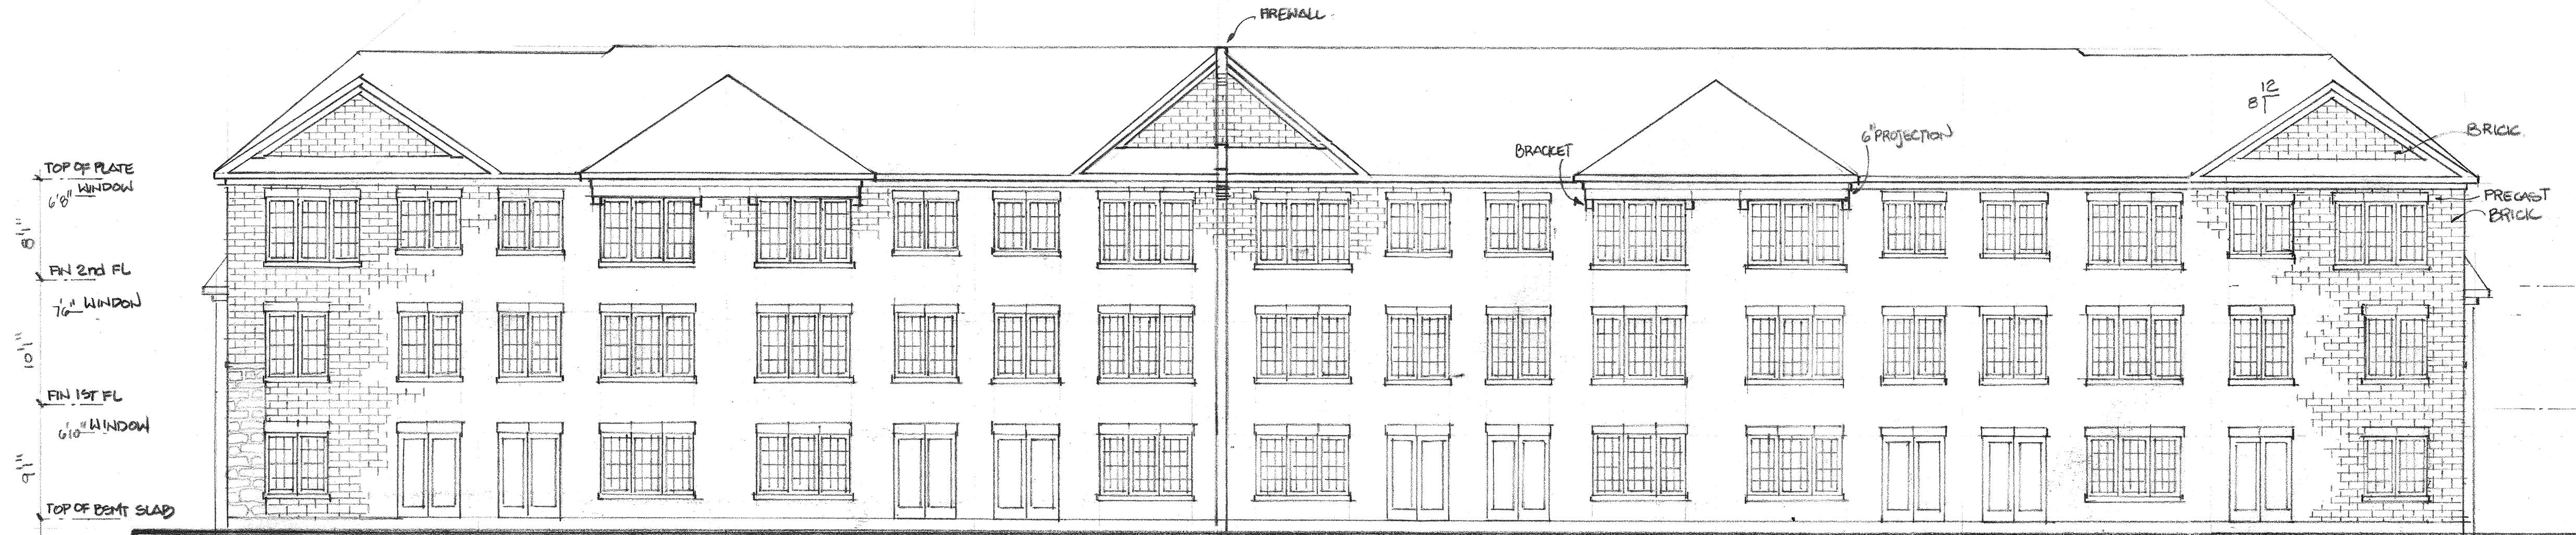 FIREWALL
12
8
BRICK
6" PROJECTION
BRACKET
TOP OF PLATE
6'8" WINDOW
PRECAST
BRICK
8'1"
FIN 2nd FL
7'6" WINDOW
10'1"
FIN 1ST FL
6'0" WINDOW
9'1"
TOP OF BSMT SLAB